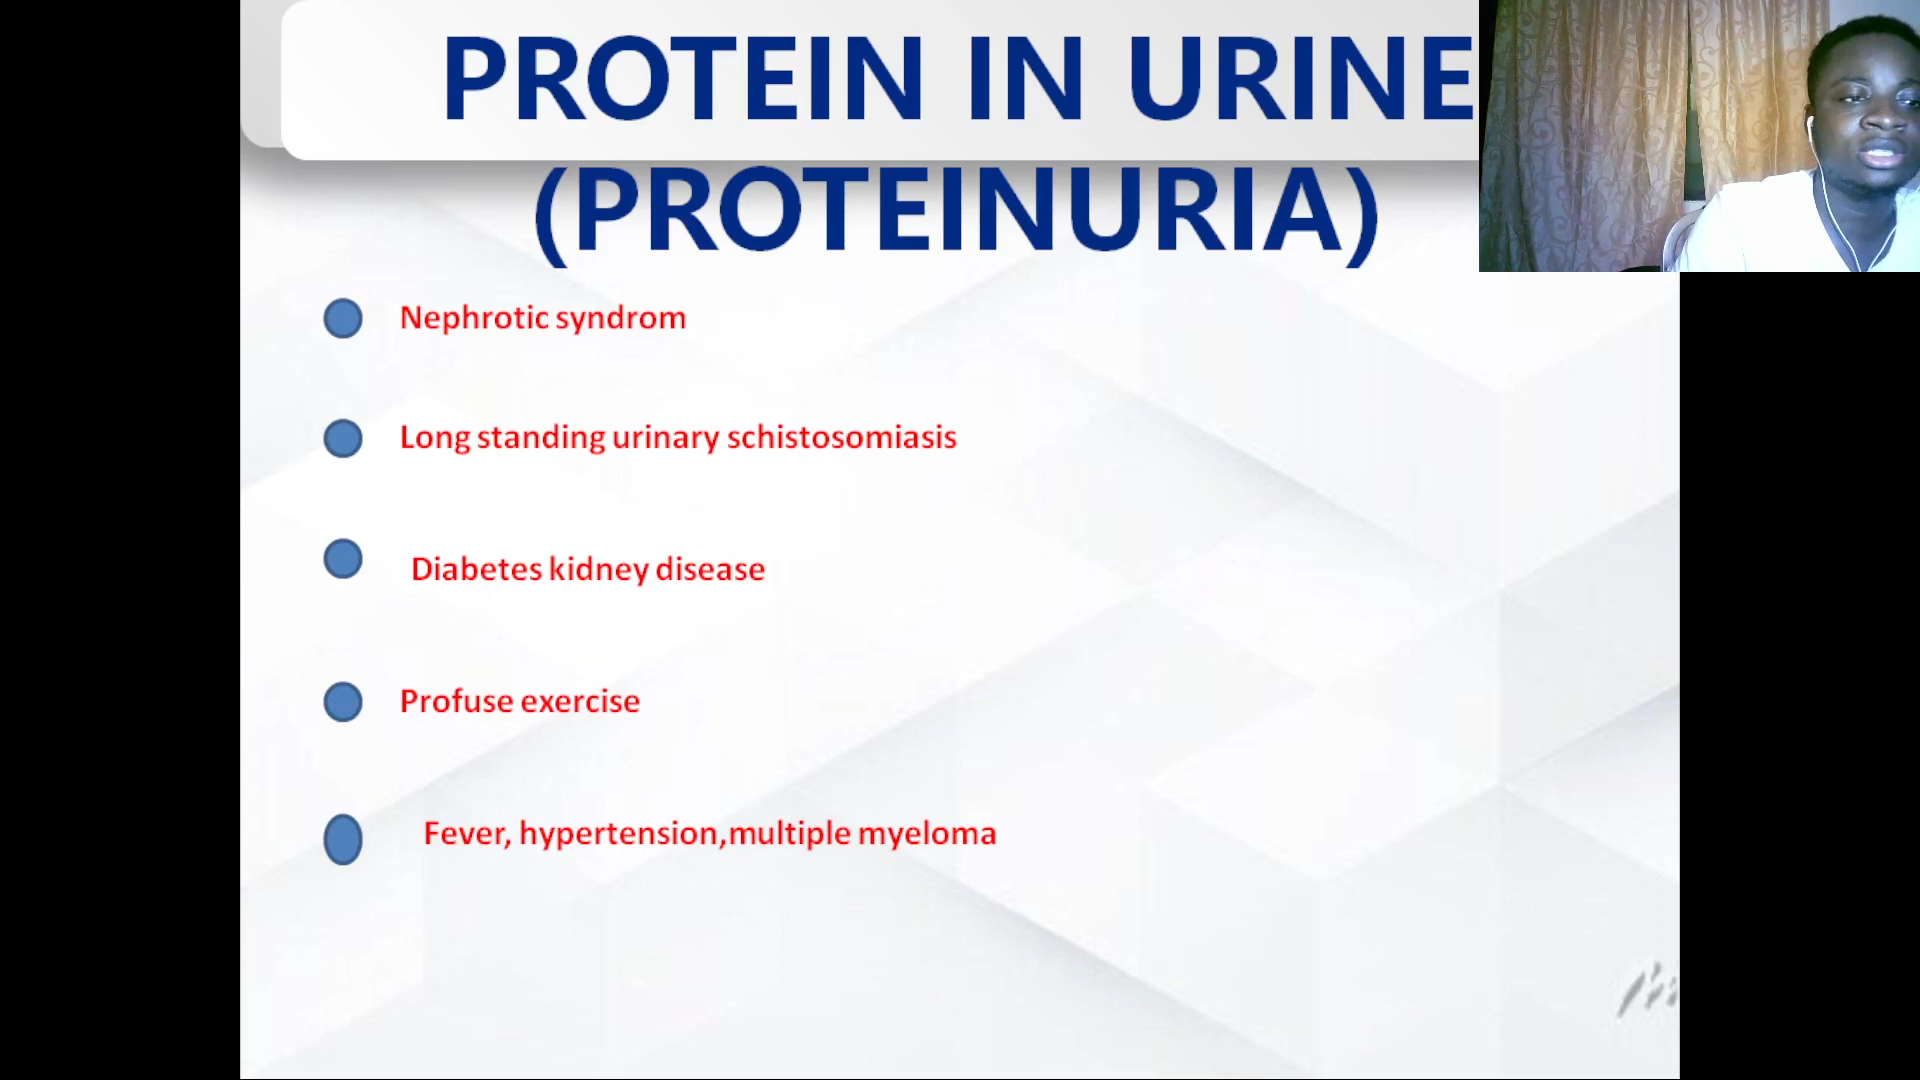 PROTEIN IN URINE
(PROTEINURIA)
Nephrotic syndrom
Long standing urinary schistosomiasis
Diabetes kidney disease
Profuse exercise
Fever, hypertension,multiple myeloma